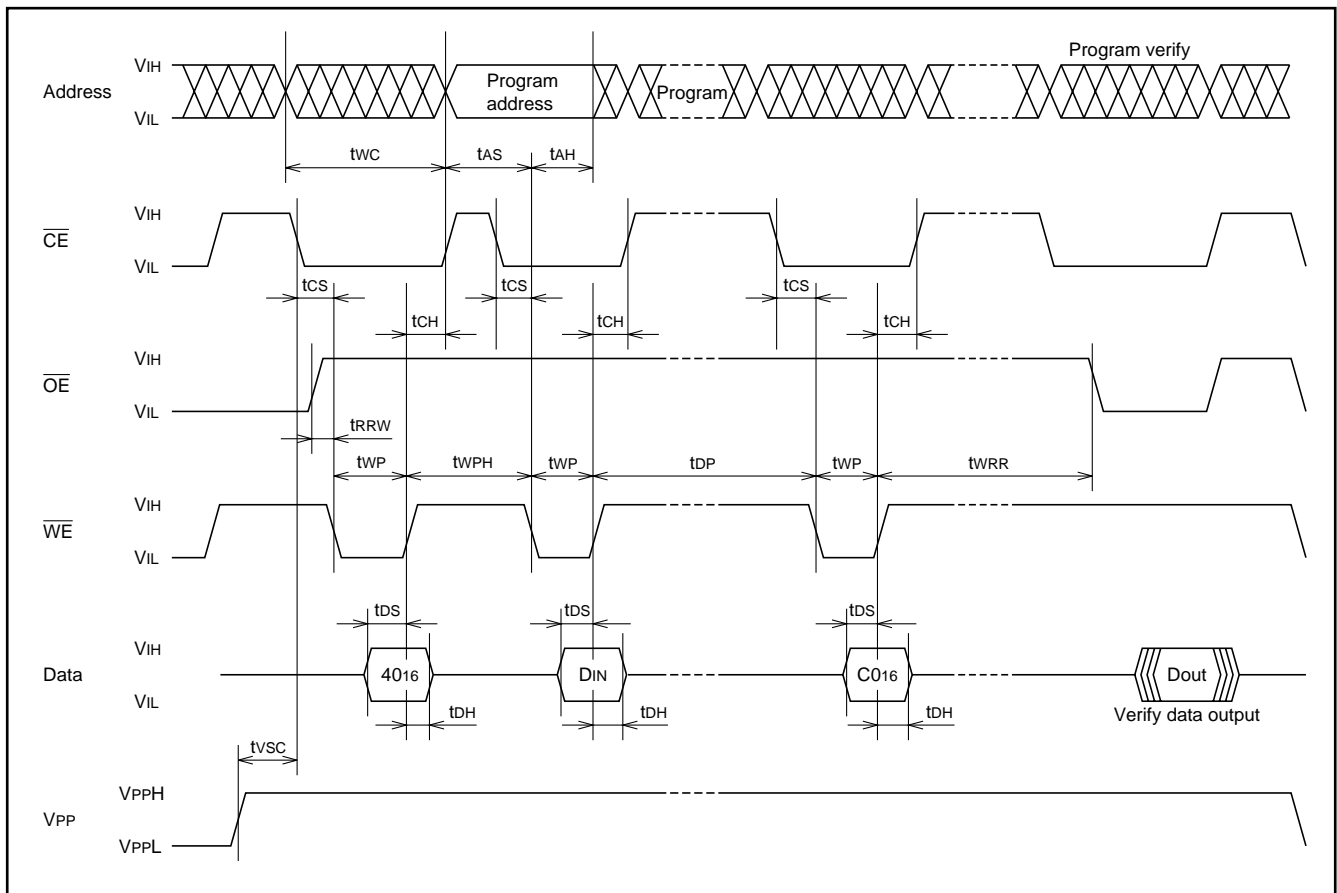 Program verify
VIH
Address
Program address
Program
VIL
tWC
tAS
tAH
VIH
CE
VIL
tCS
tCS
tCS
tCH
tCH
tCH
VIH
OE
VIL
tRRW
tWP
tWPH
tWP
tDP
tWP
tWRR
VIH
WE
VIL
tDS
tDS
tDS
VIH
Data
4016
DIN
C016
Dout
VIL
tDH
tDH
tDH
Verify data output
tVSC
VPPH
VPP
VPPL